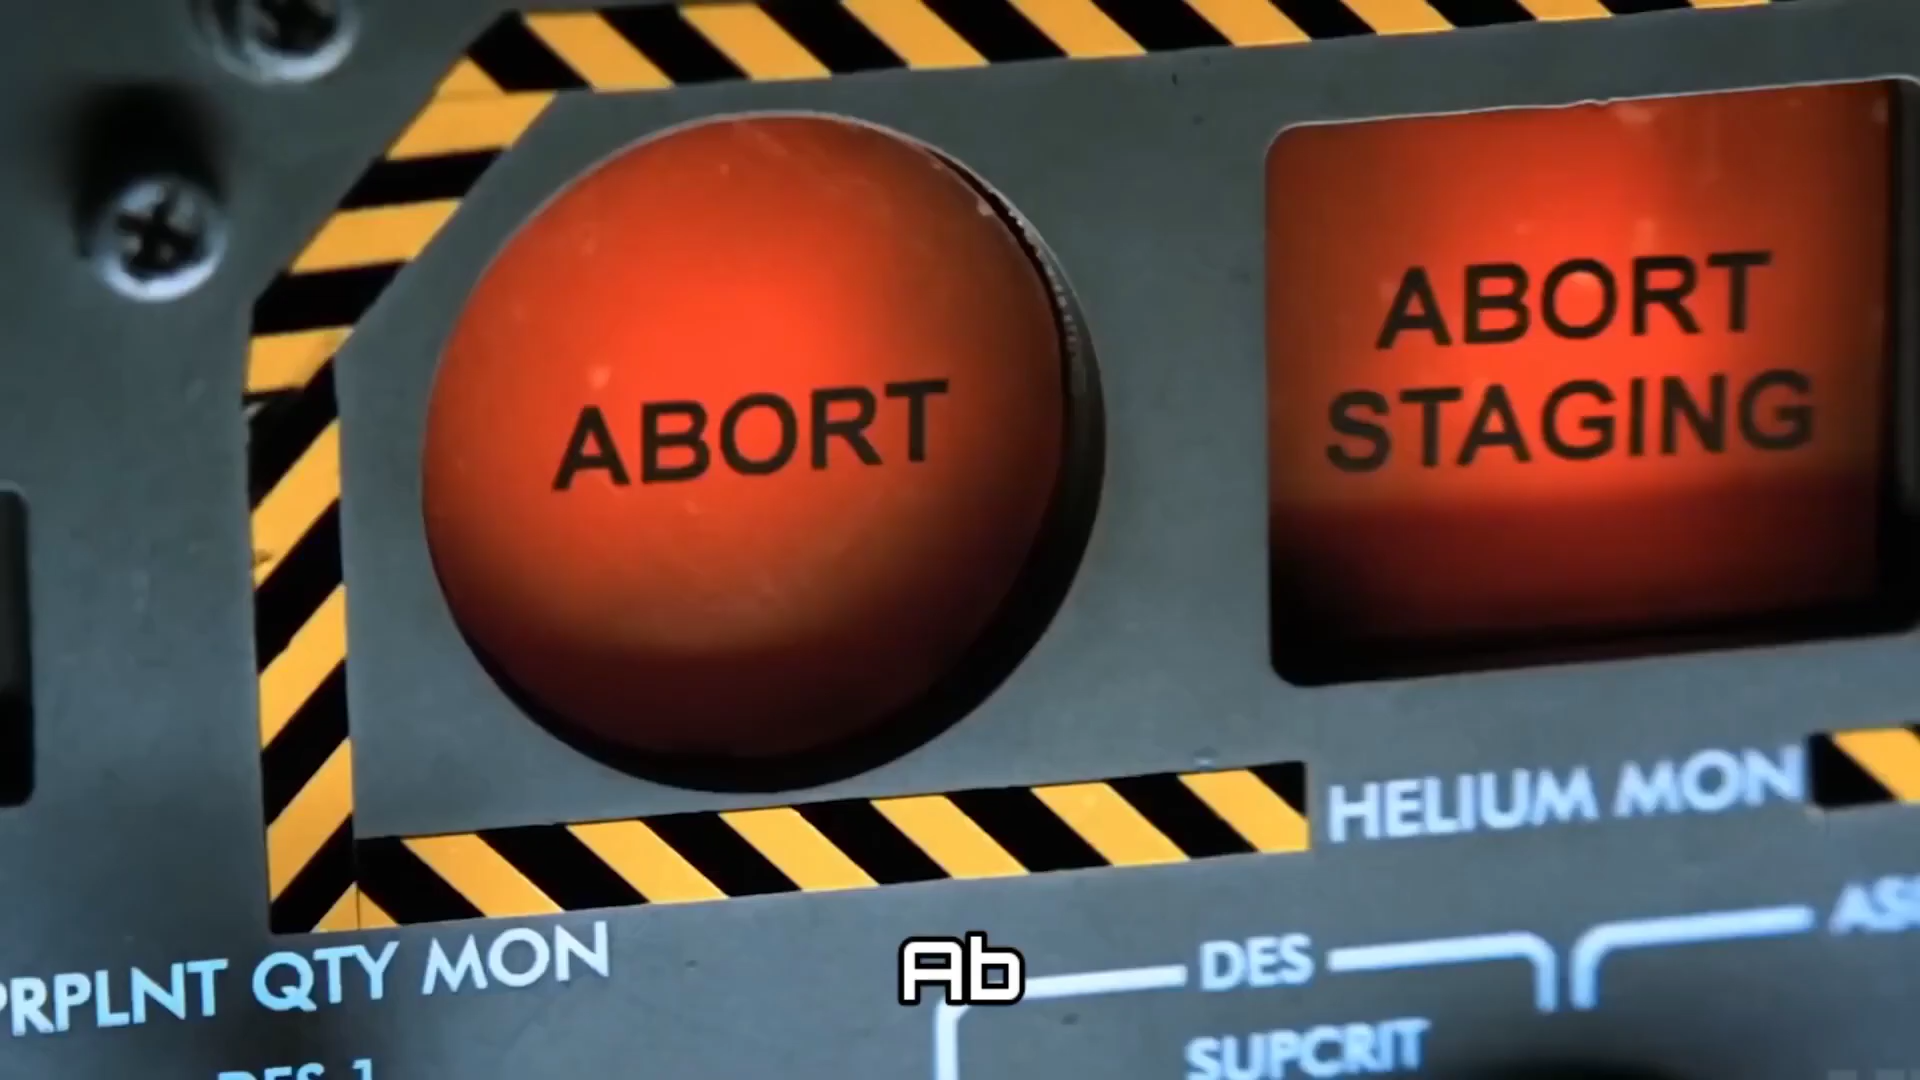 ABORT
ABORT
STAGING
HELIUM MON
PRPLNT QTY MON
DES
SUPCRIT
Ab